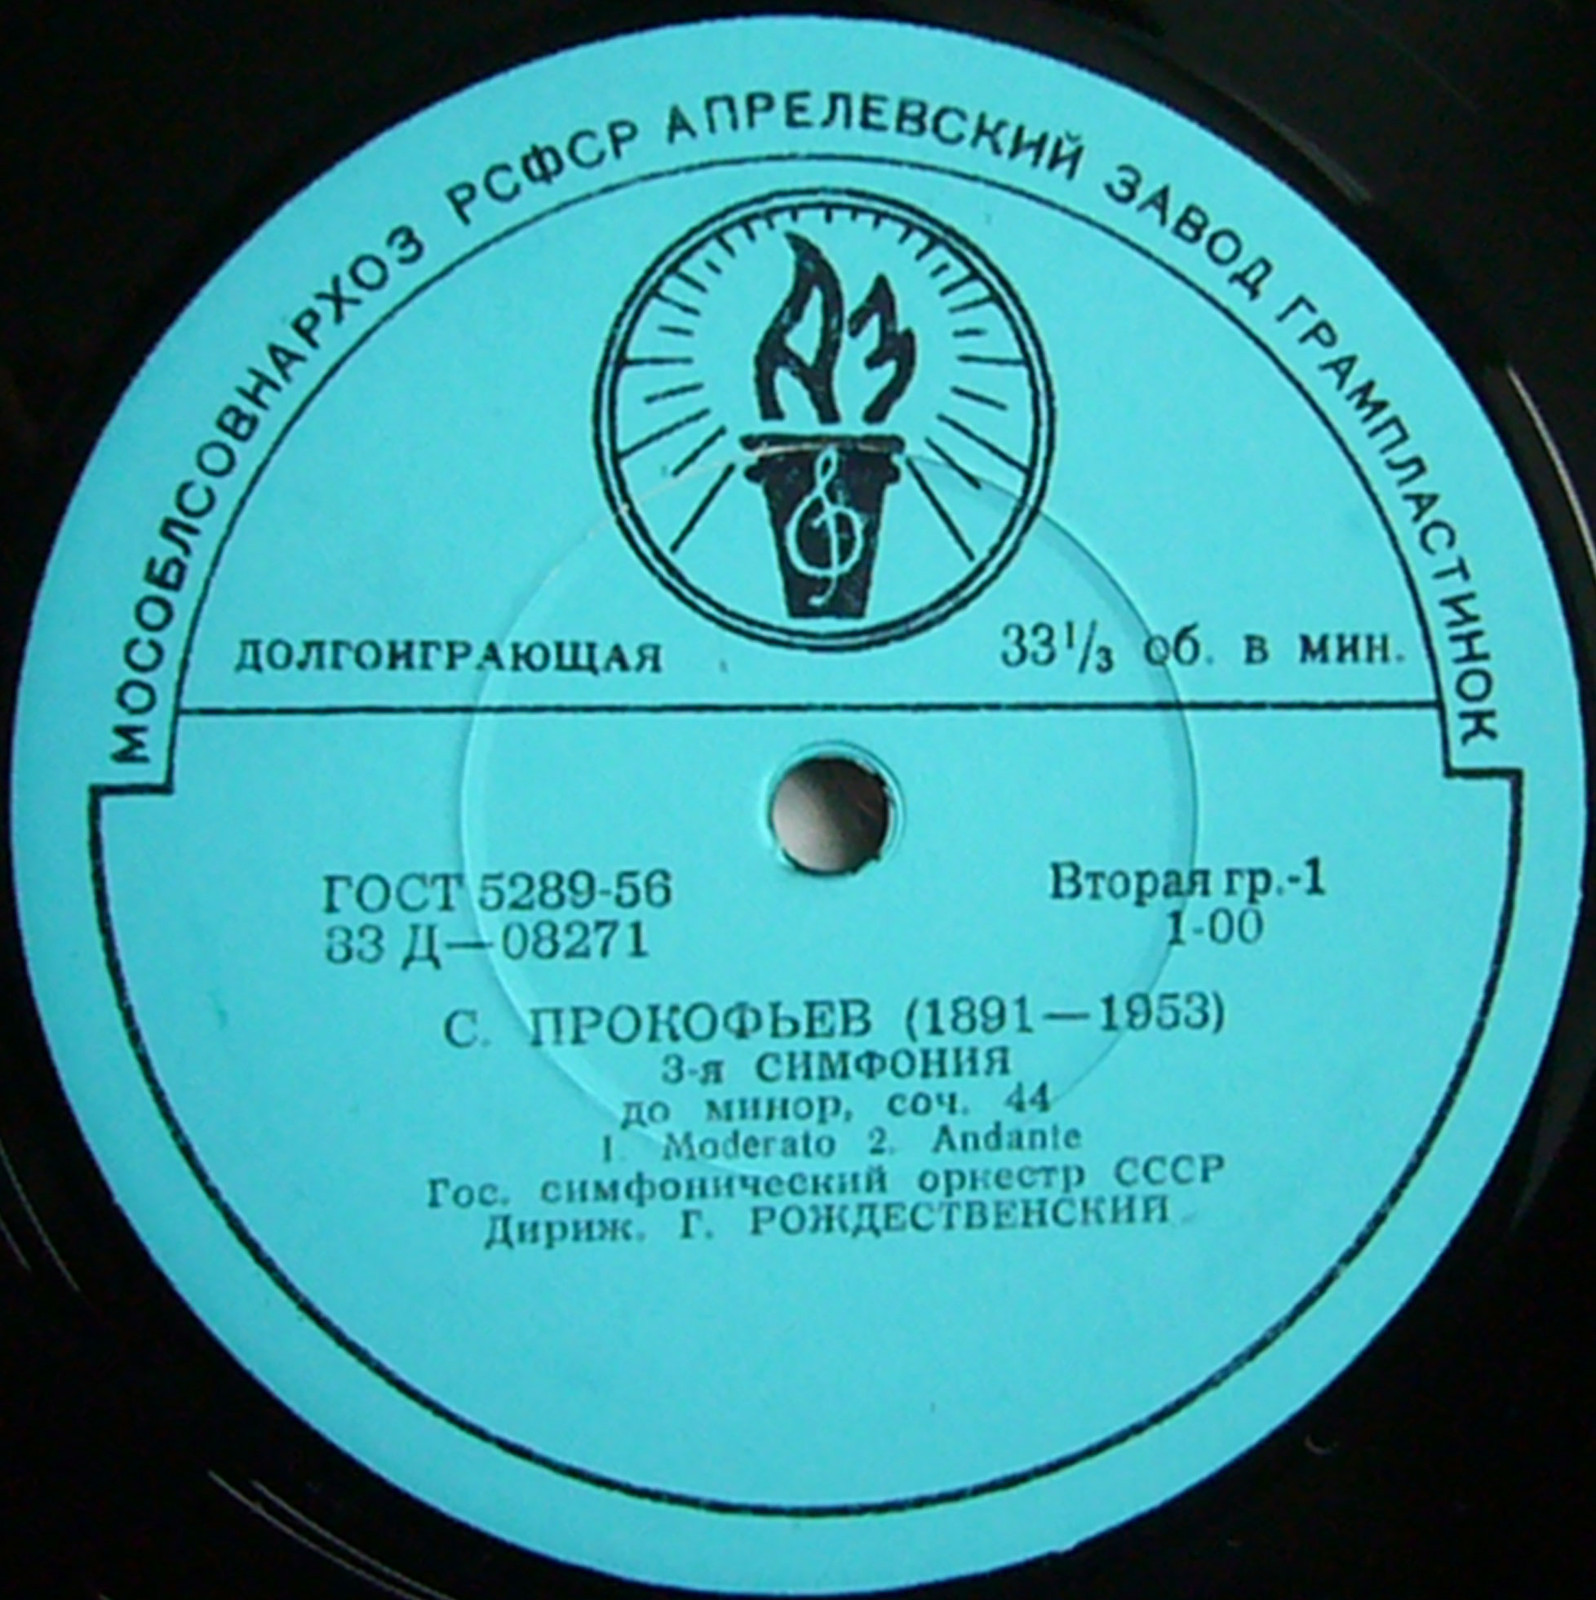 МОСОБЛСОВНАРХОЗ РСФСР АПРЕЛЕВСКИЙ ЗАВОД ГРАМПЛАСТИНОК
АЗ
ДОЛГОИГРАЮЩАЯ 33 1/3 об. в мин.
ГОСТ 5289-56 Вторая гр.-1
33 Д—08271 1-00
С. ПРОКОФЬЕВ (1891—1953)
3-я СИМФОНИЯ
до минор, соч. 44
1. Moderato 2. Andante
Гос. симфонический оркестр СССР
Дириж. Г. РОЖДЕСТВЕНСКИЙ